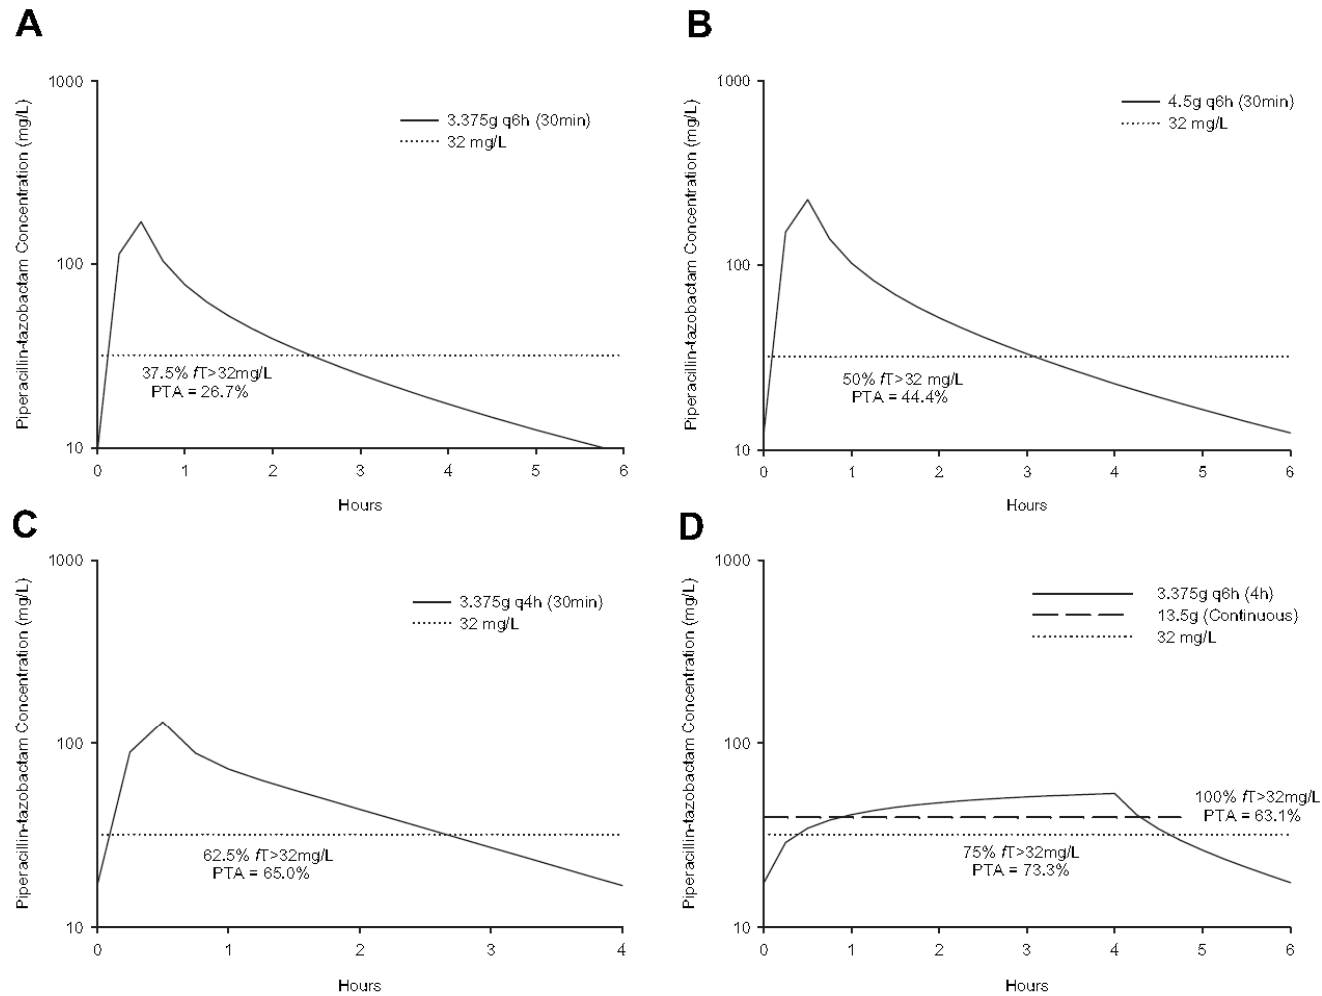 A
Piperacillin-tazobactam Concentration (mg/L)
1000
100
10
3.375g q6h (30min)
32 mg/L
37.5% fT>32mg/L
PTA = 26.7%
0 1 2 3 4 5 6
Hours
B
Piperacillin-tazobactam Concentration (mg/L)
1000
100
10
4.5g q6h (30min)
32 mg/L
50% fT>32 mg/L
PTA = 44.4%
0 1 2 3 4 5 6
Hours
C
Piperacillin-tazobactam Concentration (mg/L)
1000
100
10
3.375g q4h (30min)
32 mg/L
62.5% fT>32mg/L
PTA = 65.0%
0 1 2 3 4
Hours
D
Piperacillin-tazobactam Concentration (mg/L)
1000
100
10
3.375g q6h (4h)
13.5g (Continuous)
32 mg/L
100% fT>32mg/L
PTA = 63.1%
75% fT>32mg/L
PTA = 73.3%
0 1 2 3 4 5 6
Hours